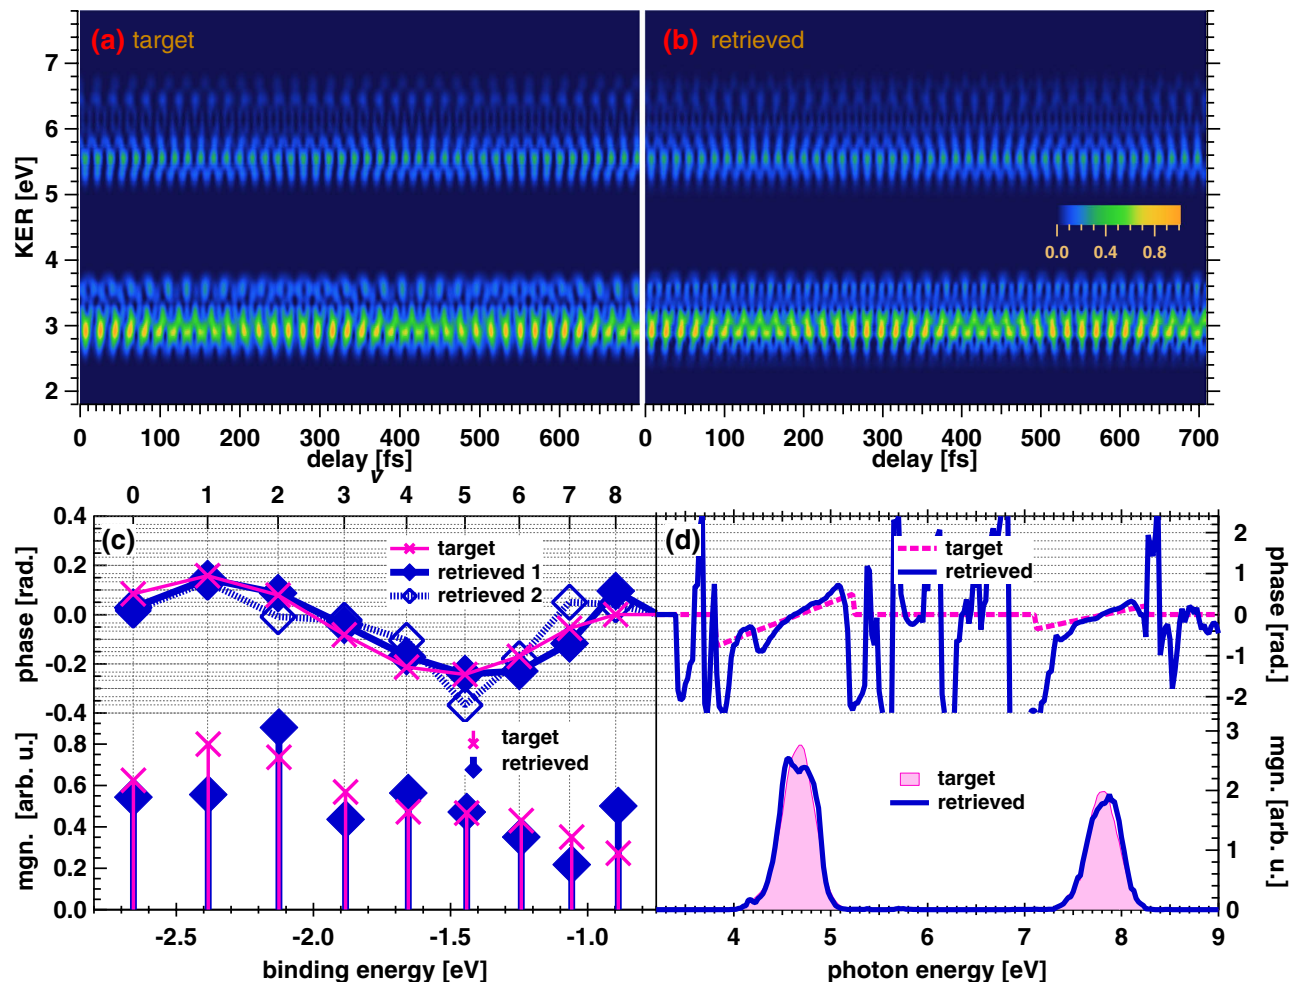 (a) target
(b) retrieved
7
6
5
4
3
2
KER [eV]
0.0 0.4 0.8
0 100 200 300 400 500 600
0 100 200 300 400 500 600 700
delay [fs]
delay [fs]
v
0 1 2 3 4 5 6 7 8
(c)
target
retrieved 1
retrieved 2
0.4
0.2
0.0
-0.2
-0.4
phase [rad.]
(d)
target
retrieved
2
1
0
-1
-2
phase [rad.]
target
retrieved
0.8
0.6
0.4
0.2
0.0
mgn. [arb. u.]
target
retrieved
3
2
1
0
mgn. [arb. u.]
-2.5 -2.0 -1.5 -1.0
4 5 6 7 8 9
binding energy [eV]
photon energy [eV]